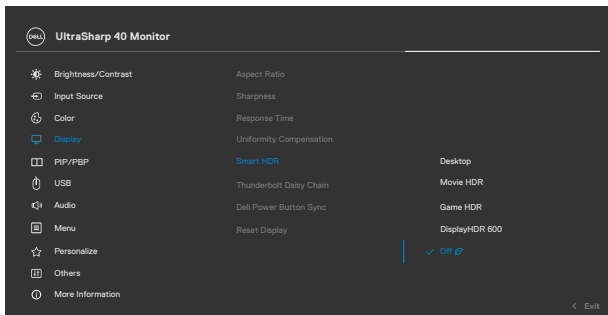 DELL UltraSharp 40 Monitor
Brightness/Contrast
Input Source
Color
Display
PIP/PBP
USB
Audio
Menu
Personalize
Others
More Information
Aspect Ratio
Sharpness
Response Time
Uniformity Compensation
Smart HDR
Thunderbolt Daisy Chain
Dell Power Button Sync
Reset Display
Desktop
Movie HDR
Game HDR
DisplayHDR 600
Off
Exit